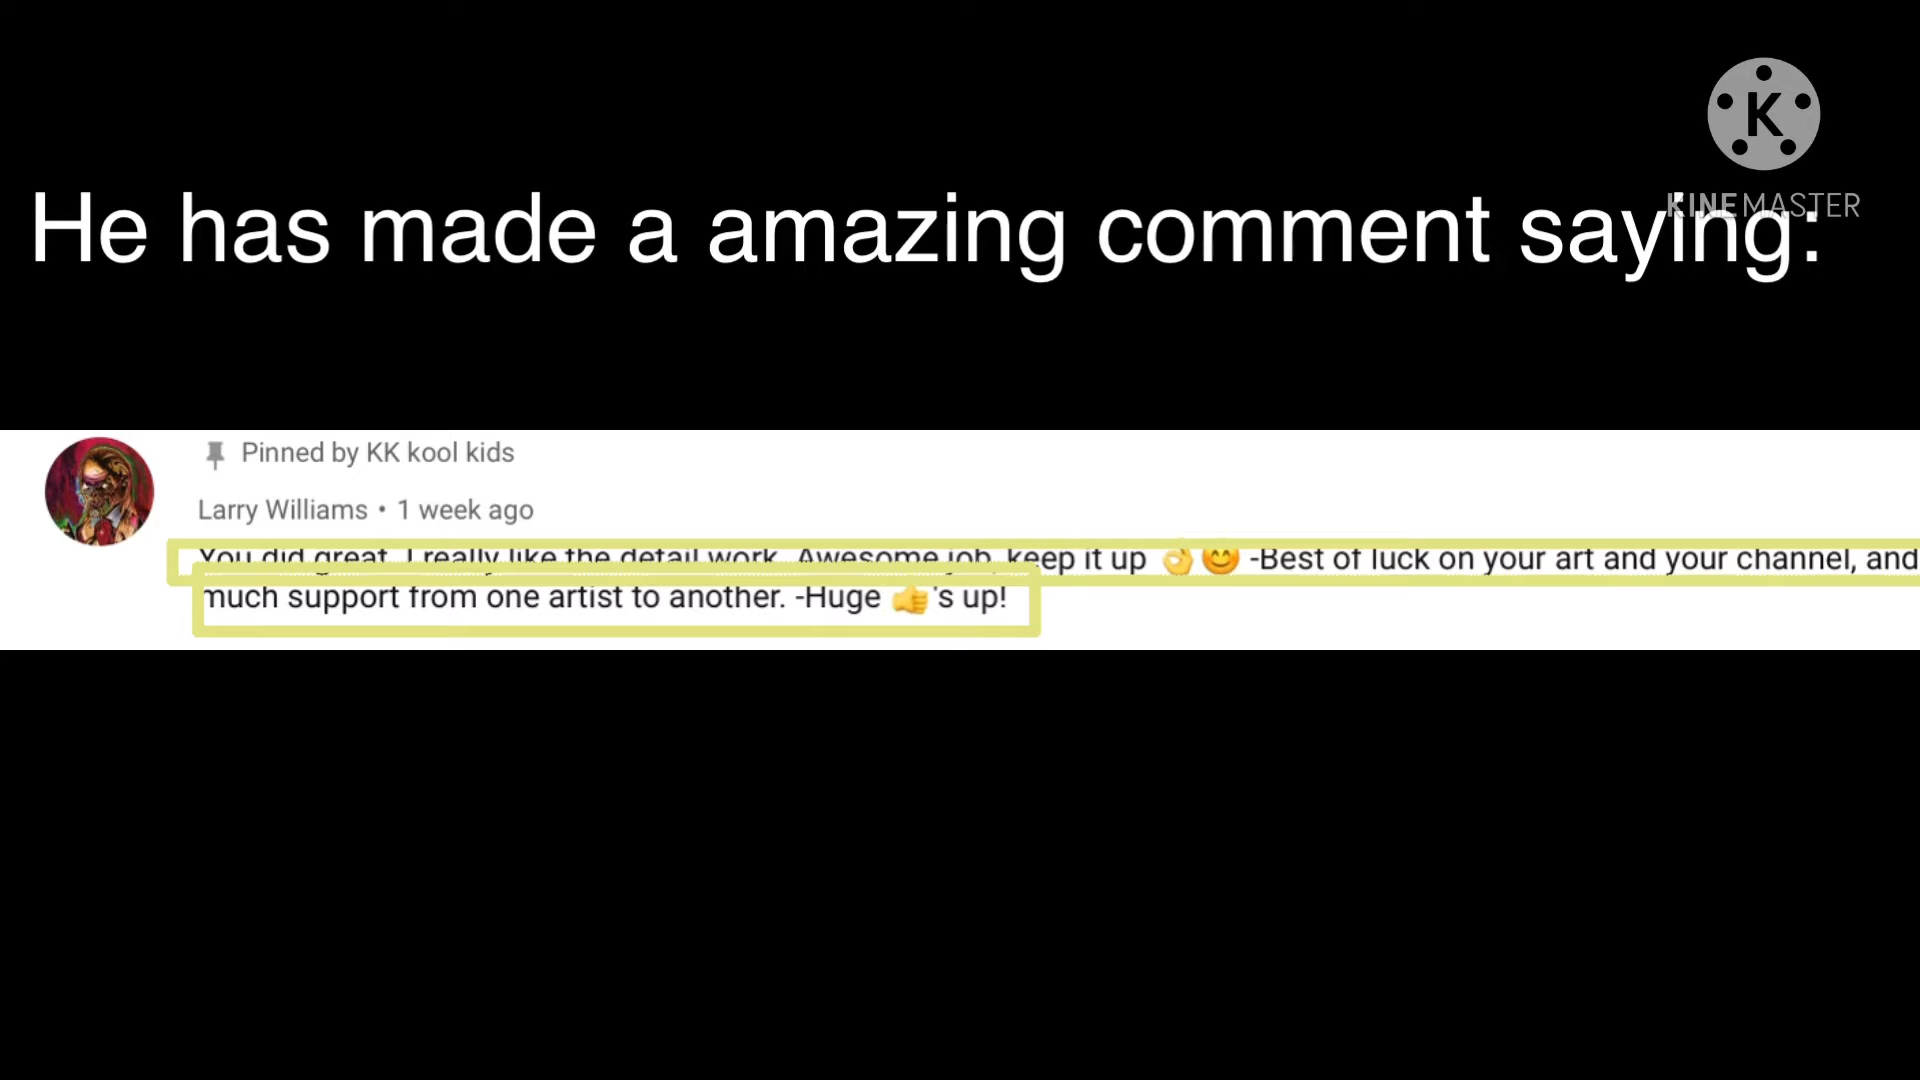 K
KINEMASTER
He has made a amazing comment saying:
Pinned by KK kool kids
Larry Williams • 1 week ago
You did great. I really like the detail work. Awesome job, keep it up 👌😊 -Best of luck on your art and your channel, and
much support from one artist to another. -Huge 👍's up!